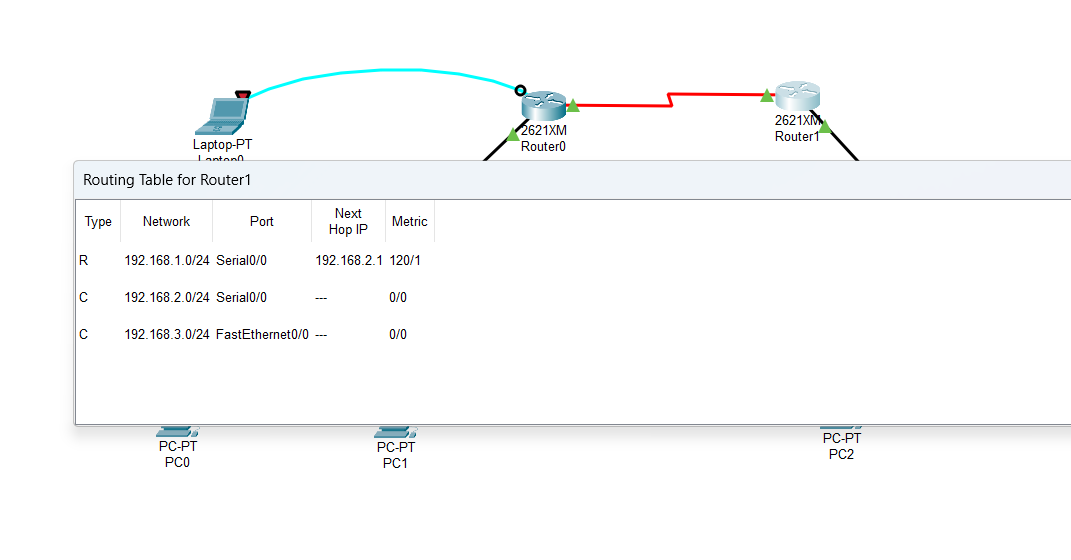 2621XM
Router0
2621XM
Router1
Laptop-PT
Laptop0
Routing Table for Router1
Type Network Port Next Hop IP Metric
R 192.168.1.0/24 Serial0/0 192.168.2.1 120/1
C 192.168.2.0/24 Serial0/0 --- 0/0
C 192.168.3.0/24 FastEthernet0/0 --- 0/0
PC-PT
PC0
PC-PT
PC1
PC-PT
PC2